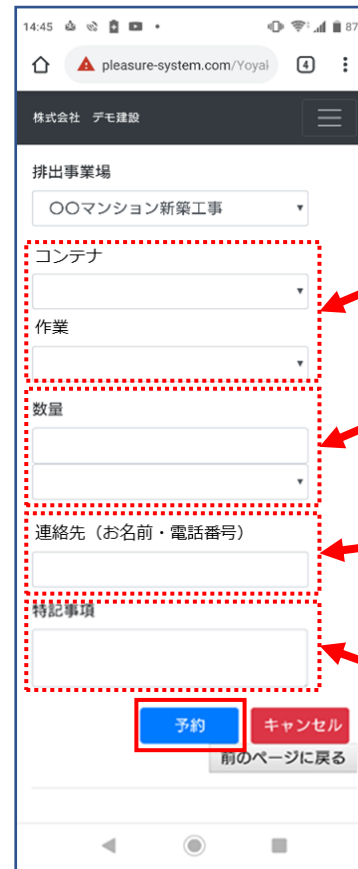 14:45
87
pleasure-system.com/Yoyal
4
株式会社 デモ建設
排出事業場
〇〇マンション新築工事
コンテナ
作業
数量
連絡先（お名前・電話番号）
特記事項
予約 キャンセル
前のページに戻る